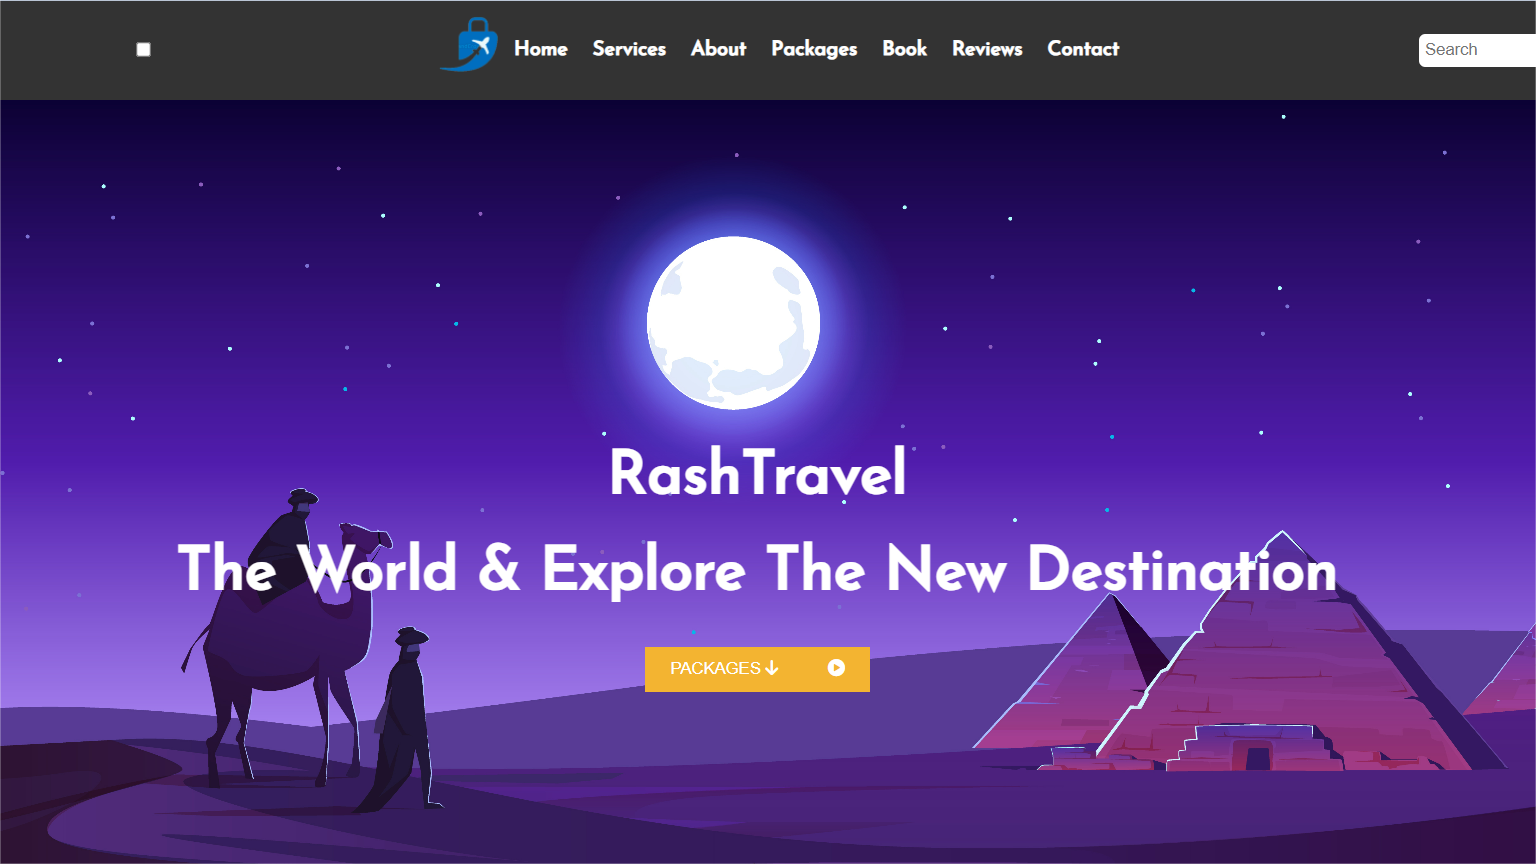 Home Services About Packages Book Reviews Contact Search
RashTravel
The World & Explore The New Destination
PACKAGES